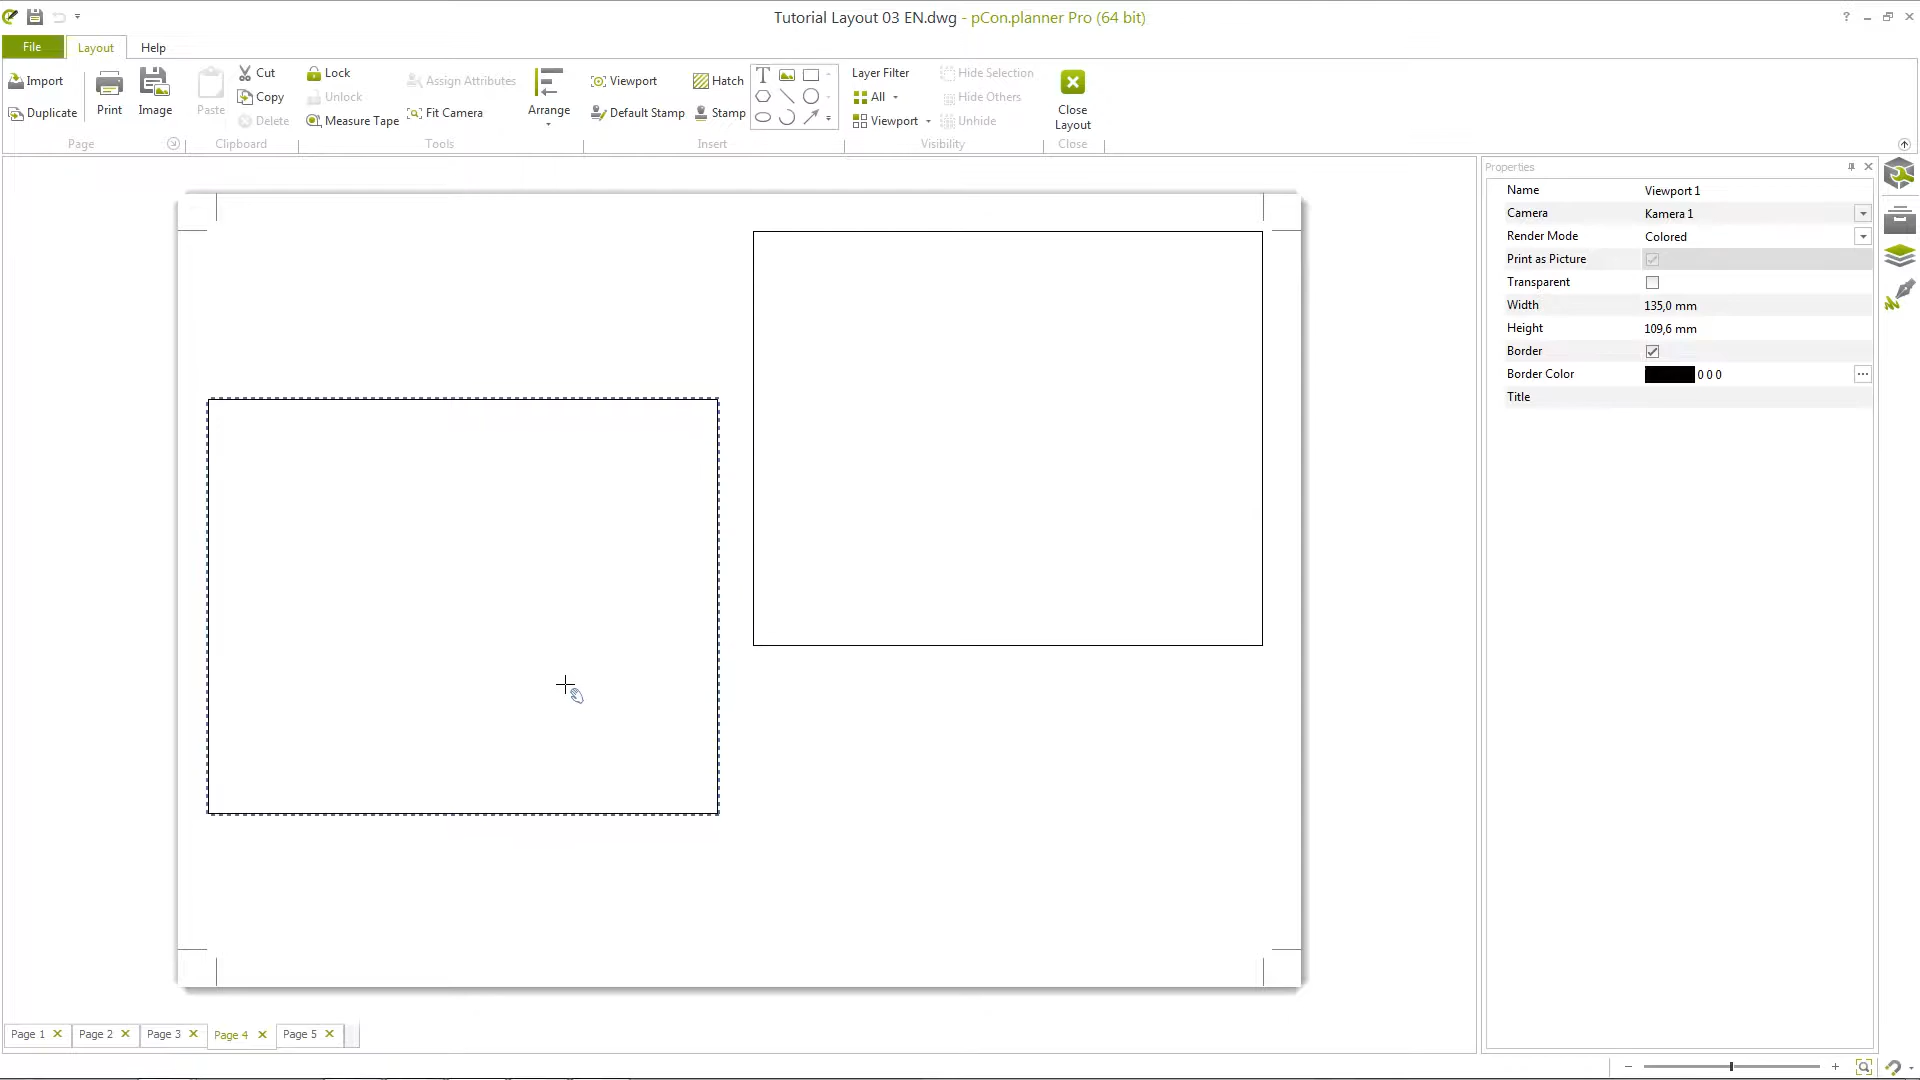 Tutorial Layout 03 EN.dwg - pCon.planner Pro (64 bit)
File
Layout
Help
Import
Duplicate
Print
Image
Page
Paste
Cut
Copy
Delete
Clipboard
Lock
Unlock
Measure Tape
Assign Attributes
Fit Camera
Tools
Arrange
Viewport
Default Stamp
Hatch
Stamp
Insert
Layer Filter
All
Viewport
Hide Selection
Hide Others
Unhide
Visibility
Close
Layout
Close
Properties
Name Viewport 1
Camera Kamera 1
Render Mode Colored
Print as Picture
Transparent
Width 135,0 mm
Height 109,6 mm
Border
Border Color 0 0 0
Title
Page 1
Page 2
Page 3
Page 4
Page 5